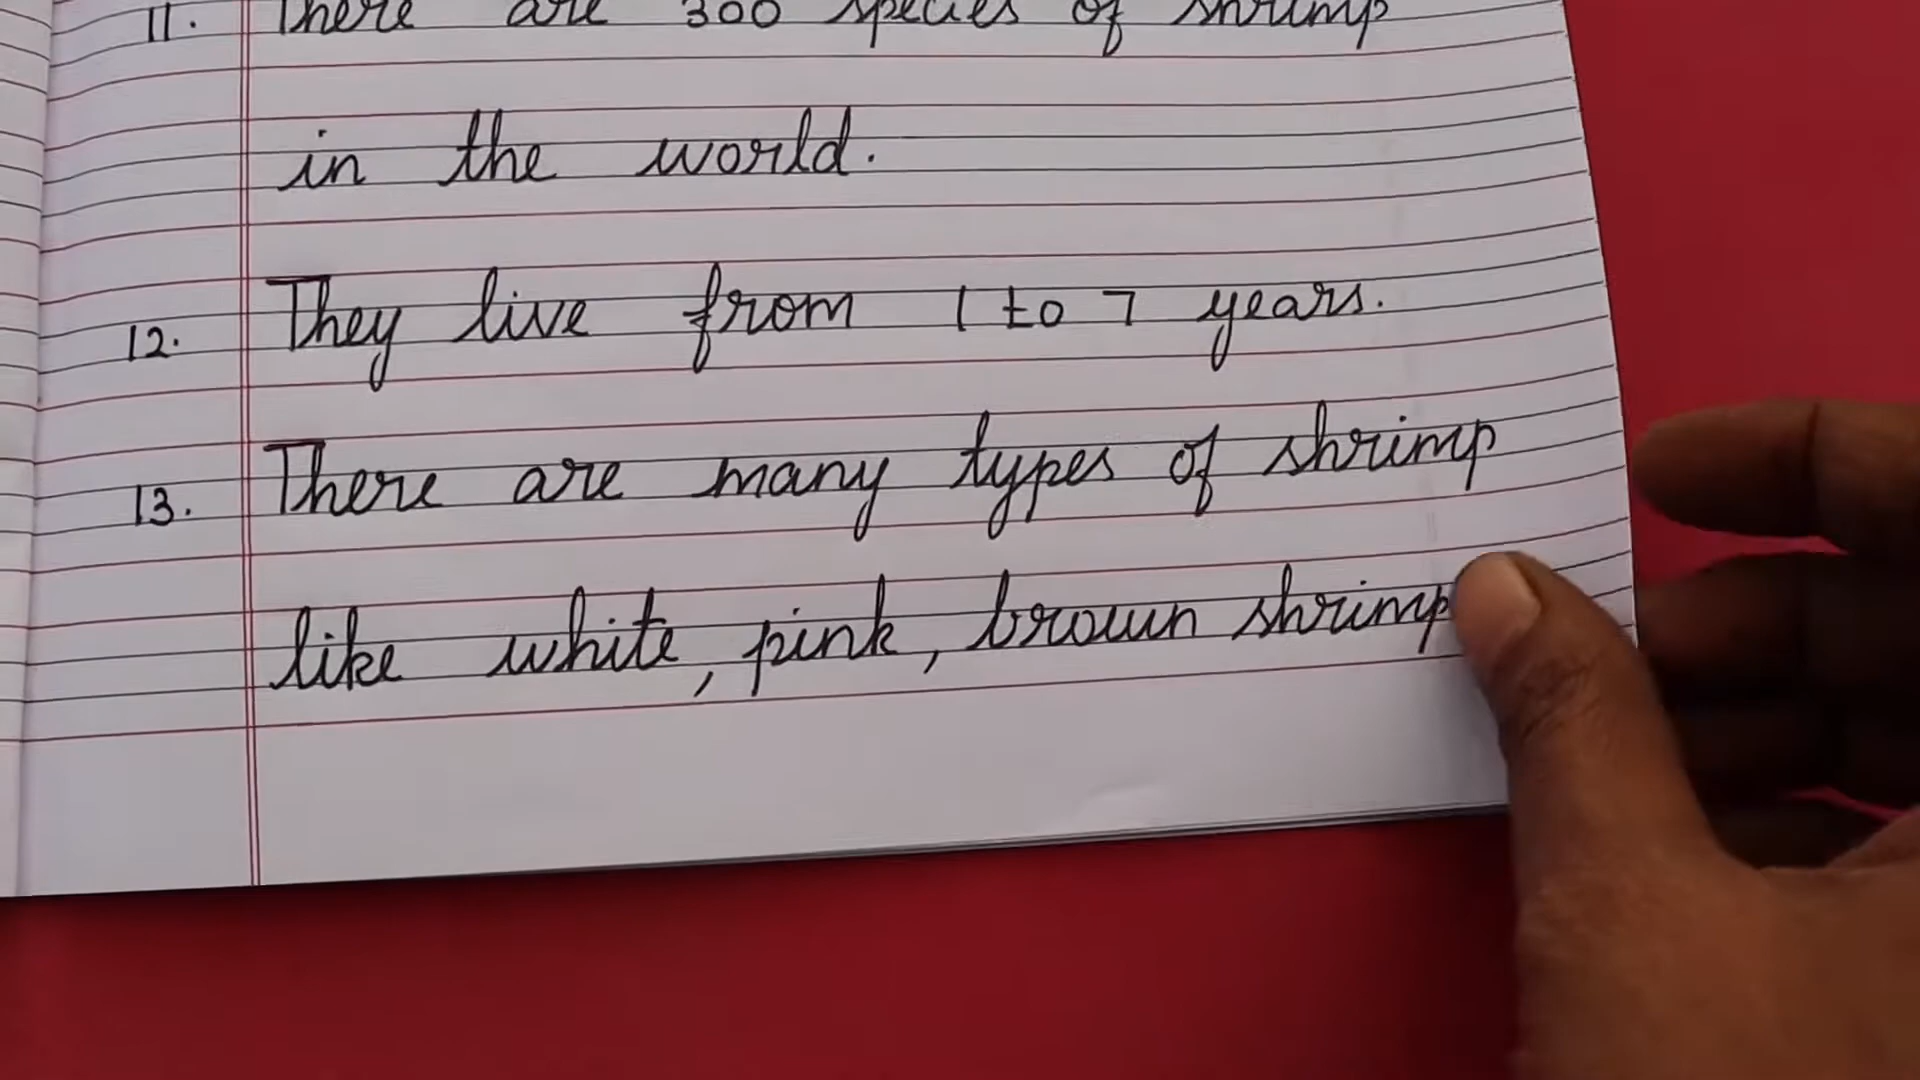 11. There are 300 species of shrimp
in the world.
12. They live from 1 to 7 years.
13. There are many types of shrimp
like white, pink, brown shrimp